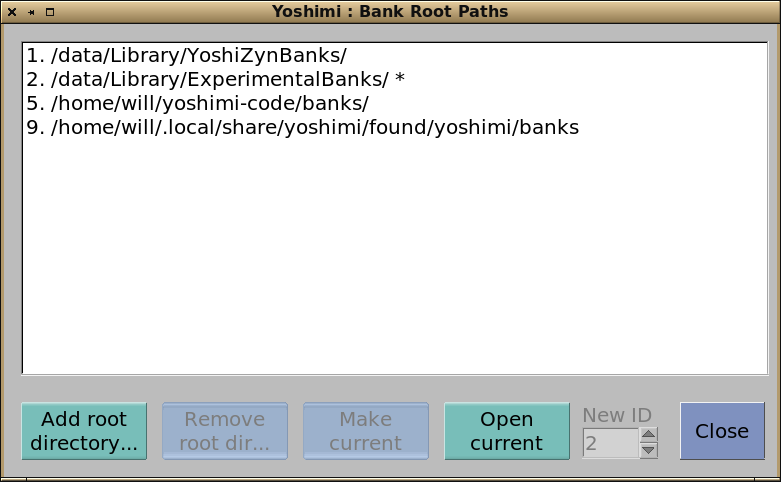 Yoshimi : Bank Root Paths
1. /data/Library/YoshiZynBanks/
2. /data/Library/ExperimentalBanks/ *
5. /home/will/yoshimi-code/banks/
9. /home/will/.local/share/yoshimi/found/yoshimi/banks
Add root
directory...
Remove
root dir...
Make
current
Open
current
New ID
2
Close